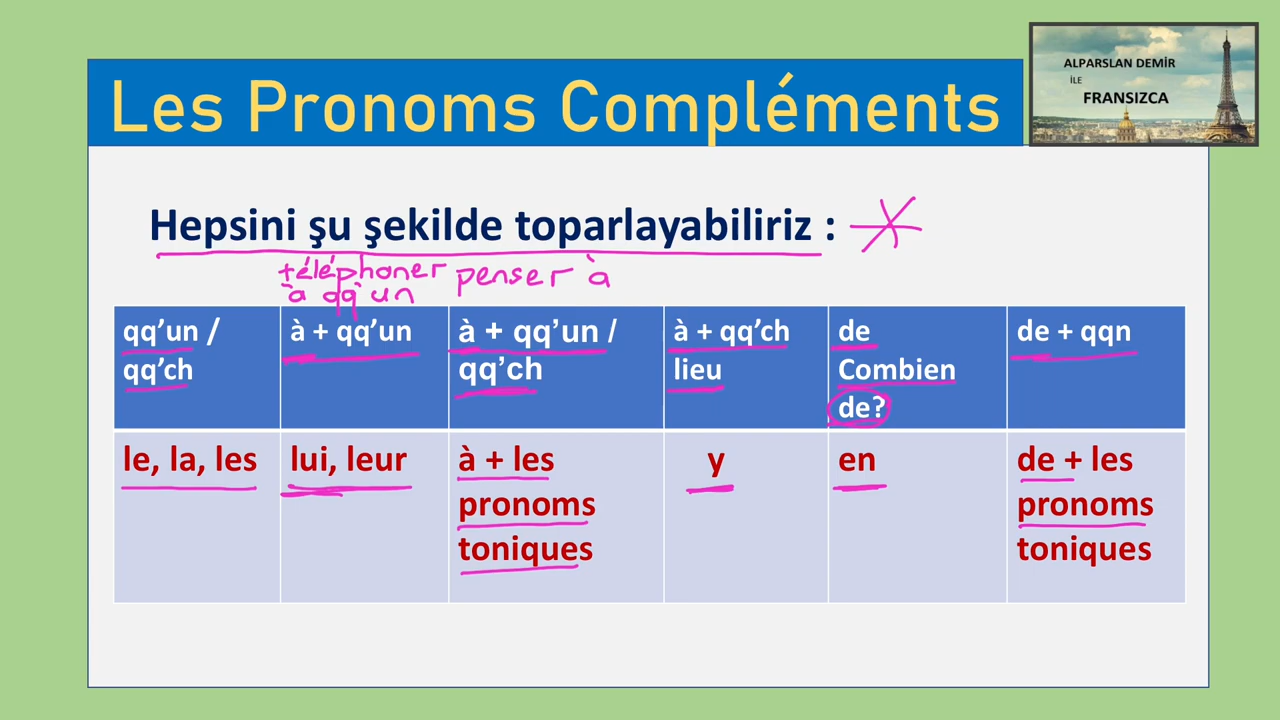 ALPARSLAN DEMİR
İLE
FRANSIZCA
Les Pronoms Compléments
Hepsini şu şekilde toparlayabiliriz :
téléphoner penser à
à qq'un
qq’un /
qq’ch
à + qq’un
à + qq’un /
qq’ch
à + qq’ch
lieu
de
Combien
de?
de + qqn
le, la, les
lui, leur
à + les
pronoms
toniques
y
en
de + les
pronoms
toniques